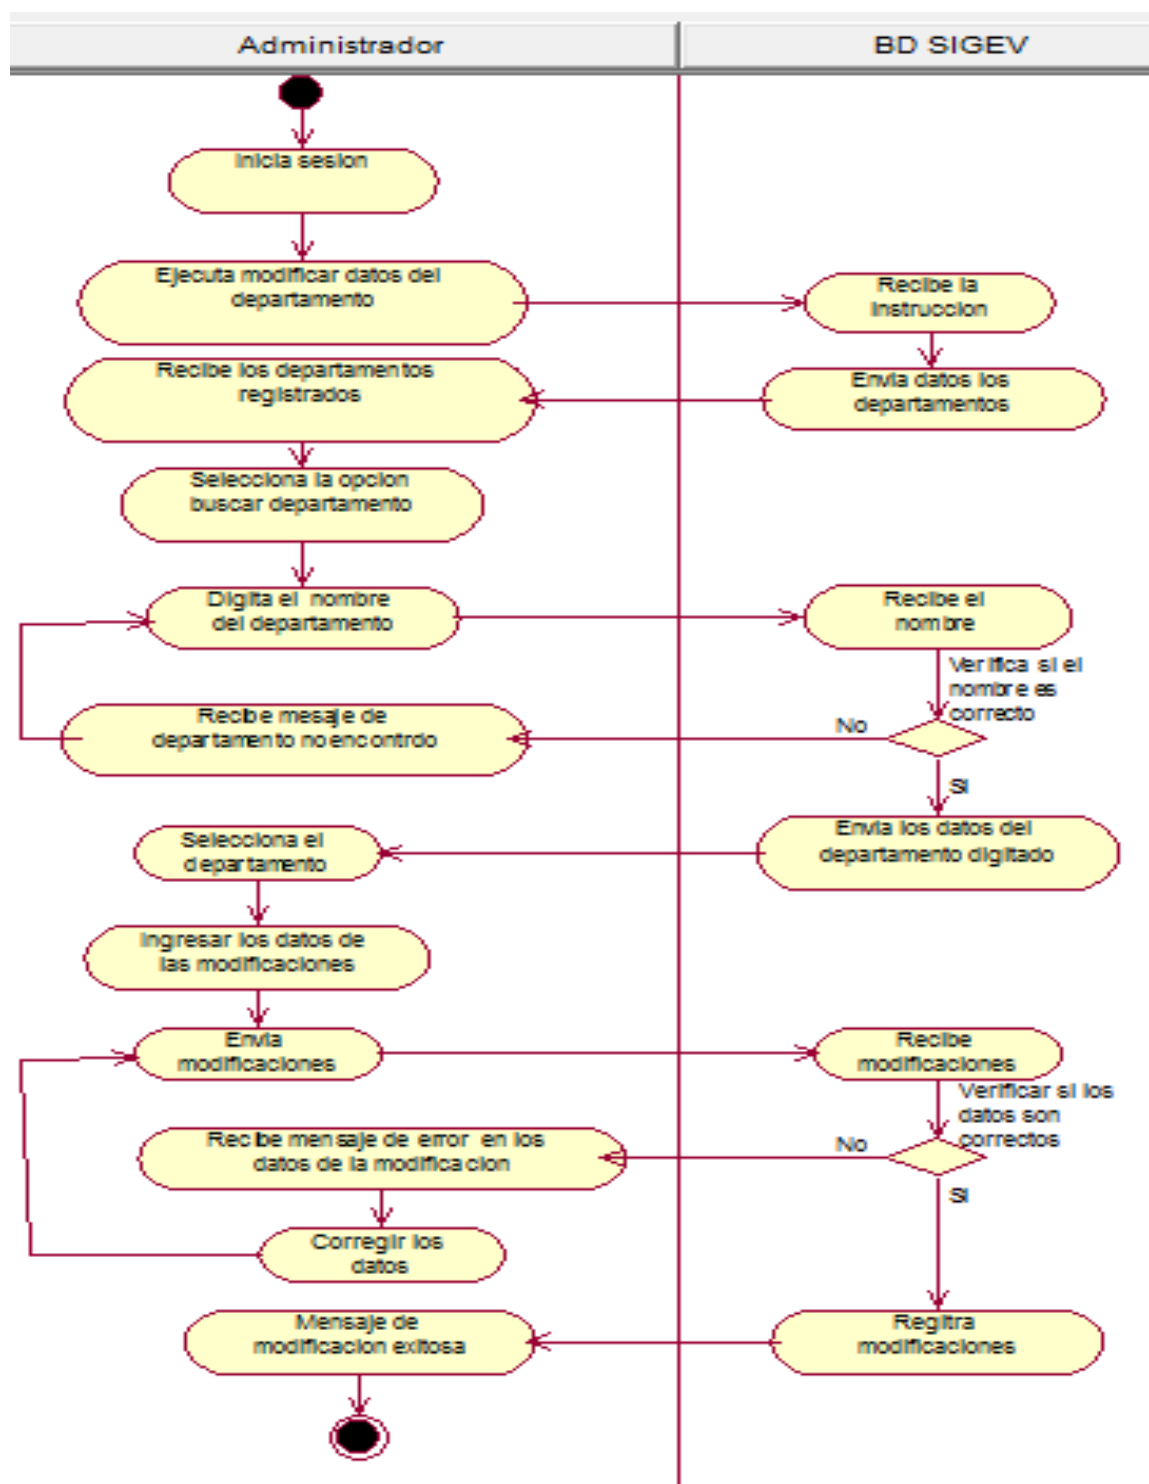 Administrador
BD SIGEV
Inicia sesion
Ejecuta modificar datos del
departamento
Recibe la
instruccion
Recibe los departamentos
registrados
Envia datos los
departamentos
Selecciona la opcion
buscar departamento
Digita el nombre
del departamento
Recibe el
nombre
Verifica si el
nombre es
correcto
No
Recibe mesaje de
departamento no encontrdo
Si
Selecciona el
departamento
Envia los datos del
departamento digitado
Ingresar los datos de
las modificaciones
Envia
modificaciones
Recibe
modificaciones
Verificar si los
datos son
correctos
No
Recibe mensaje de error en los
datos de la modificacion
Si
Corregir los
datos
Mensaje de
modificacion exitosa
Regitra
modificaciones